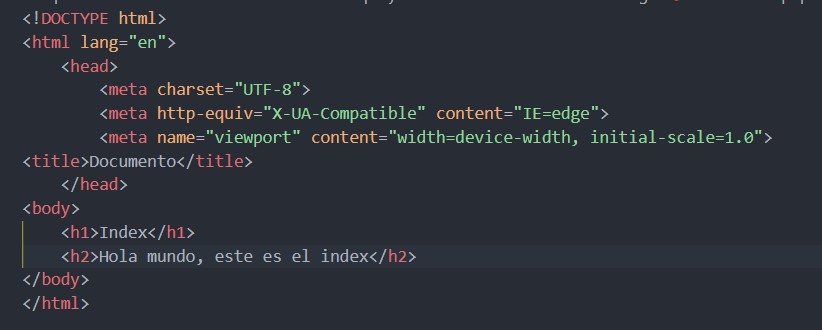 <!DOCTYPE html>
<html lang="en">
    <head>
        <meta charset="UTF-8">
        <meta http-equiv="X-UA-Compatible" content="IE=edge">
        <meta name="viewport" content="width=device-width, initial-scale=1.0">
<title>Documento</title>
    </head>
<body>
    <h1>Index</h1>
    <h2>Hola mundo, este es el index</h2>
</body>
</html>